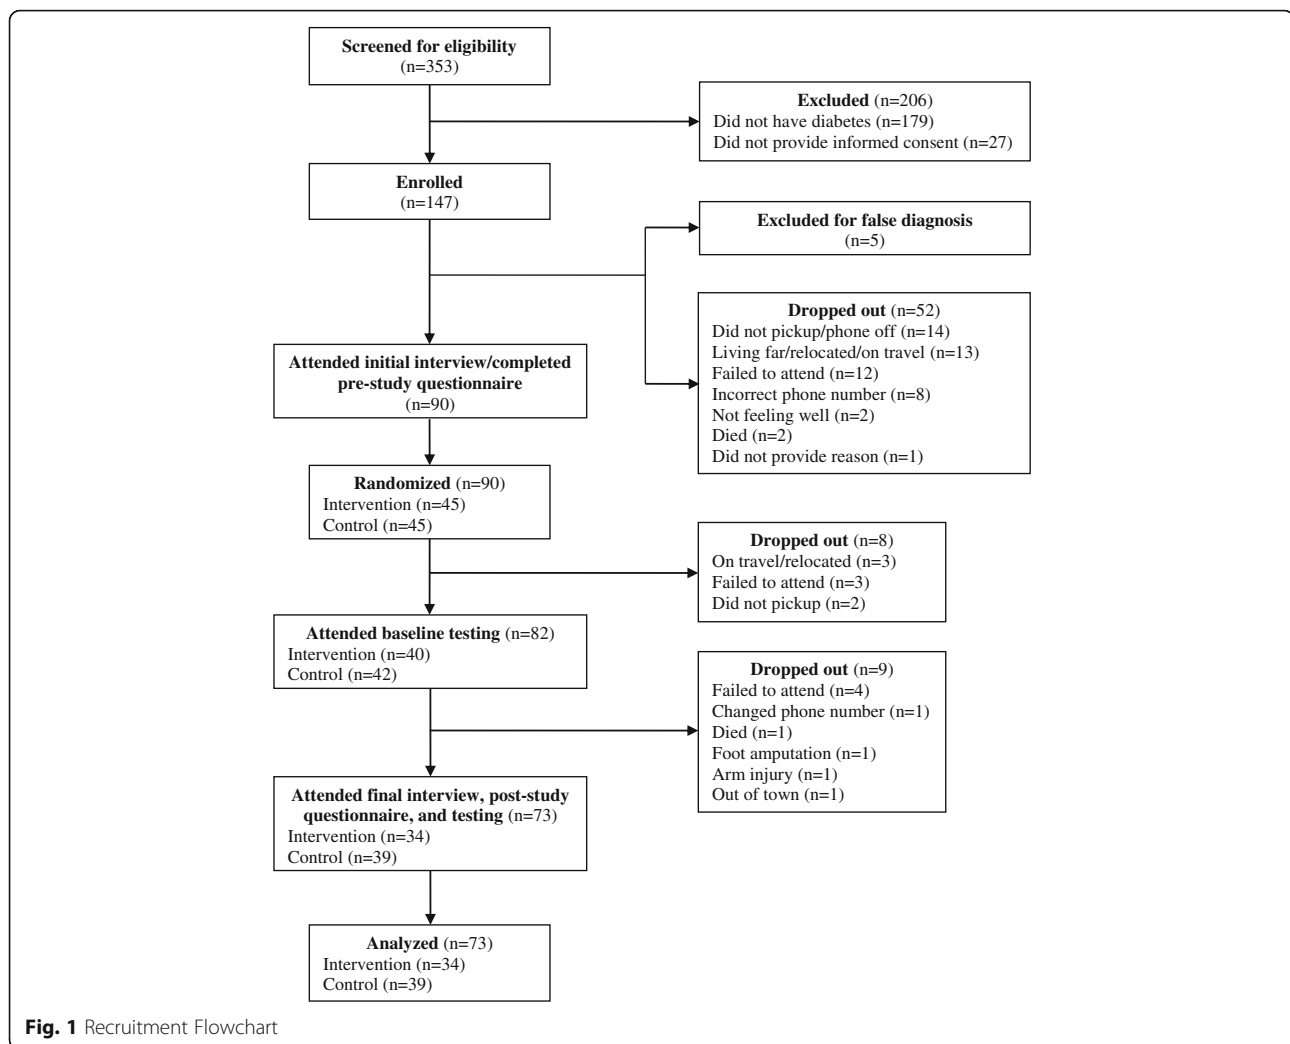 Screened for eligibility
(n=353)
Excluded (n=206)
Did not have diabetes (n=179)
Did not provide informed consent (n=27)
Enrolled
(n=147)
Excluded for false diagnosis
(n=5)
Dropped out (n=52)
Did not pickup/phone off (n=14)
Living far/relocated/on travel (n=13)
Failed to attend (n=12)
Incorrect phone number (n=8)
Not feeling well (n=2)
Died (n=2)
Did not provide reason (n=1)
Attended initial interview/completed
pre-study questionnaire
(n=90)
Randomized (n=90)
Intervention (n=45)
Control (n=45)
Dropped out (n=8)
On travel/relocated (n=3)
Failed to attend (n=3)
Did not pickup (n=2)
Attended baseline testing (n=82)
Intervention (n=40)
Control (n=42)
Dropped out (n=9)
Failed to attend (n=4)
Changed phone number (n=1)
Died (n=1)
Foot amputation (n=1)
Arm injury (n=1)
Out of town (n=1)
Attended final interview, post-study
questionnaire, and testing (n=73)
Intervention (n=34)
Control (n=39)
Analyzed (n=73)
Intervention (n=34)
Control (n=39)
Fig. 1 Recruitment Flowchart